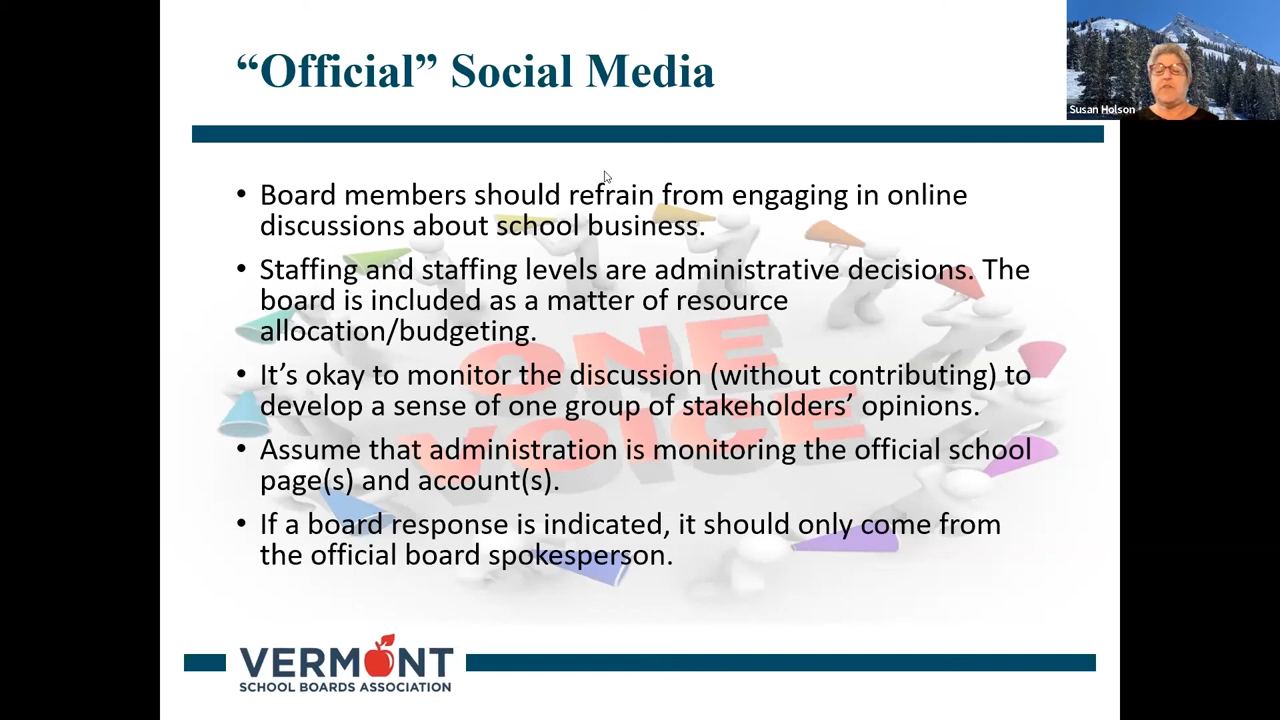 “Official” Social Media
Susan Holson
• Board members should refrain from engaging in online
discussions about school business.
• Staffing and staffing levels are administrative decisions. The
board is included as a matter of resource
allocation/budgeting.
• It’s okay to monitor the discussion (without contributing) to
develop a sense of one group of stakeholders’ opinions.
• Assume that administration is monitoring the official school
page(s) and account(s).
• If a board response is indicated, it should only come from
the official board spokesperson.
ONE
VOICE
VERMONT
SCHOOL BOARDS ASSOCIATION